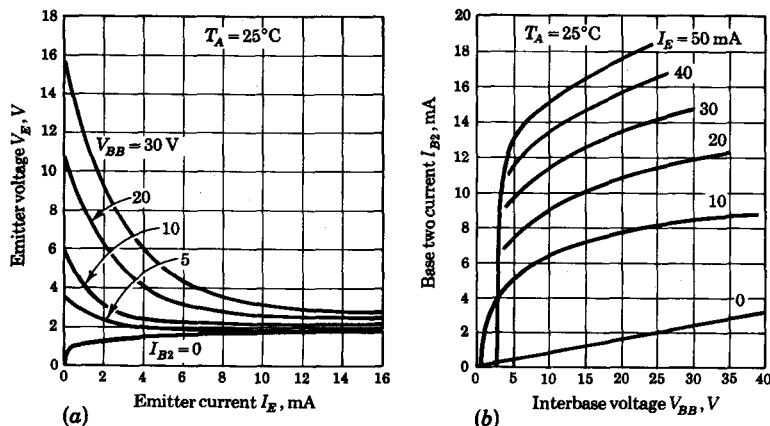 T_A = 25°C
18
16
14
12
10
8
6
4
2
0
Emitter voltage V_E, V
V_BB = 30 V
20
10
5
I_B2 = 0
0 2 4 6 8 10 12 14 16
Emitter current I_E, mA
(a)
T_A = 25°C
20
18
16
14
12
10
8
6
4
2
0
Base two current I_B2, mA
I_E = 50 mA
40
30
20
10
0
0 5 10 15 20 25 30 35 40
Interbase voltage V_BB, V
(b)